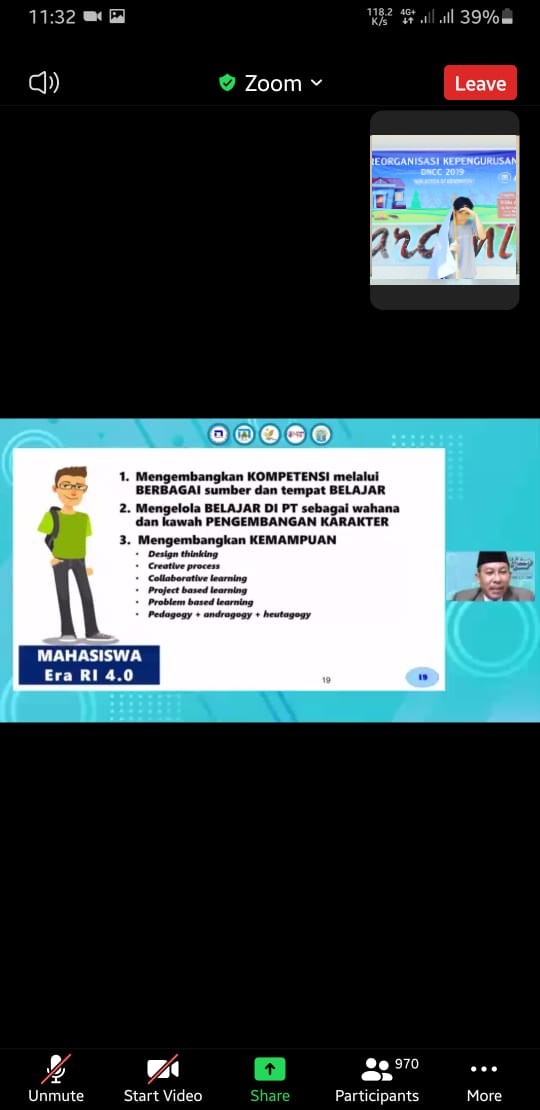 11:32
118.2
K/s
4G+
39%
Zoom
Leave
REORGANISASI KEPENGURUSAN
DNCC 2019
1. Mengembangkan KOMPETENSI melalui
BERBAGAI sumber dan tempat BELAJAR
2. Mengelola BELAJAR DI PT sebagai wahana
dan kawah PENGEMBANGAN KARAKTER
3. Mengembangkan KEMAMPUAN
• Design thinking
• Creative process
• Collaborative learning
• Project based learning
• Problem based learning
• Pedagogy + andragogy + heutagogy
MAHASISWA
Era RI 4.0
19
19
970
Unmute
Start Video
Share
Participants
More